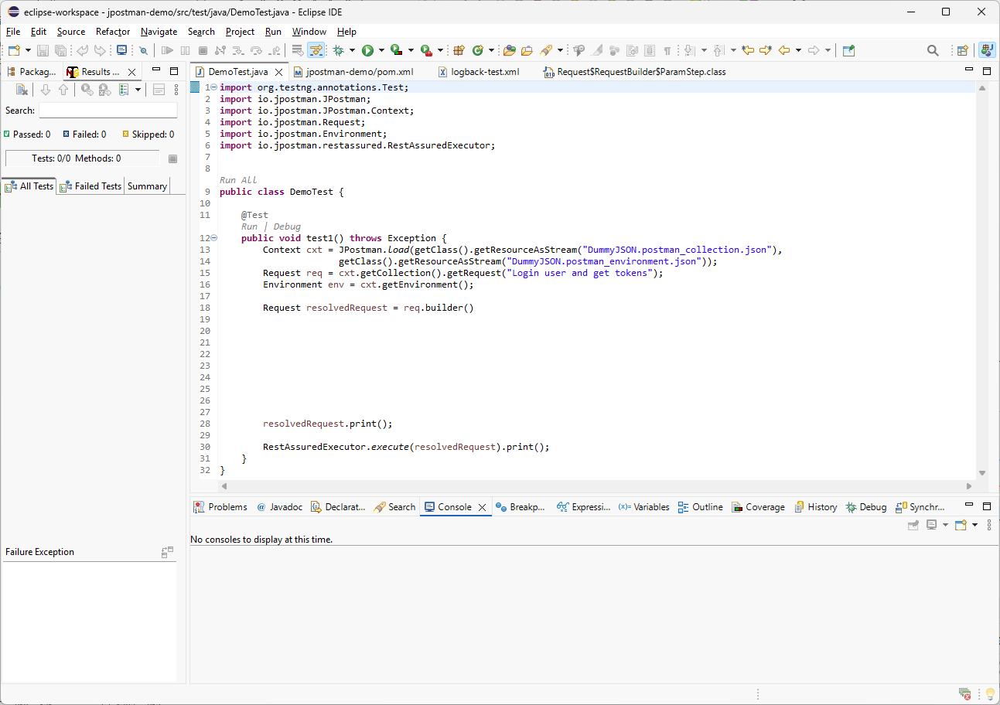 eclipse-workspace - jpostman-demo/src/test/java/DemoTest.java - Eclipse IDE
File Edit Source Refactor Navigate Search Project Run Window Help
Packag... Results ...
Search:
Passed: 0 Failed: 0 Skipped: 0
Tests: 0/0 Methods: 0
All Tests Failed Tests Summary
Failure Exception
DemoTest.java jpostman-demo/pom.xml logback-test.xml Request$RequestBuilder$ParamStep.class
1 import org.testng.annotations.Test;
2 import io.jpostman.JPostman;
3 import io.jpostman.JPostman.Context;
4 import io.jpostman.Request;
5 import io.jpostman.Environment;
6 import io.jpostman.restassured.RestAssuredExecutor;
7
8
Run All
9 public class DemoTest {
10
11 @Test
Run | Debug
12 public void test1() throws Exception {
13 Context cxt = JPostman.load(getClass().getResourceAsStream("DummyJSON.postman_collection.json"),
14 getClass().getResourceAsStream("DummyJSON.postman_environment.json"));
15 Request req = cxt.getCollection().getRequest("Login user and get tokens");
16 Environment env = cxt.getEnvironment();
17
18 Request resolvedRequest = req.builder()
19
20
21
22
23
24
25
26
27
28 resolvedRequest.print();
29
30 RestAssuredExecutor.execute(resolvedRequest).print();
31 }
32 }
Problems @ Javadoc Declarat... Search Console Breakp... Expressi... (x)= Variables Outline Coverage History Debug Synchr...
No consoles to display at this time.